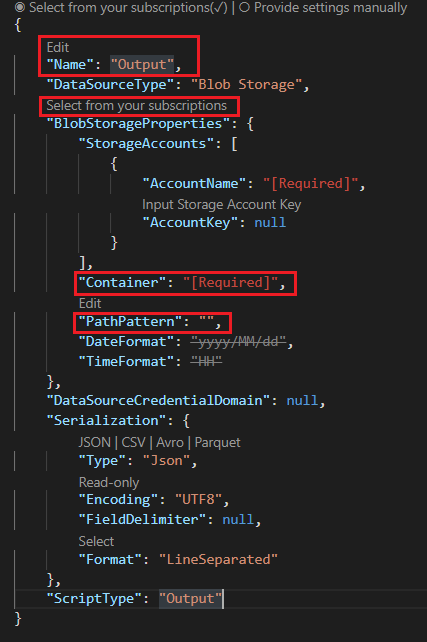 ◉ Select from your subscriptions(✓) | ○ Provide settings manually
{
Edit
"Name": "Output",
"DataSourceType": "Blob Storage",
Select from your subscriptions
"BlobStorageProperties": {
"StorageAccounts": [
{
"AccountName": "[Required]",
Input Storage Account Key
"AccountKey": null
}
],
"Container": "[Required]",
Edit
"PathPattern": "",
"DateFormat": "yyyy/MM/dd",
"TimeFormat": "HH"
},
"DataSourceCredentialDomain": null,
"Serialization": {
JSON | CSV | Avro | Parquet
"Type": "Json",
Read-only
"Encoding": "UTF8",
"FieldDelimiter": null,
Select
"Format": "LineSeparated"
},
"ScriptType": "Output"
}